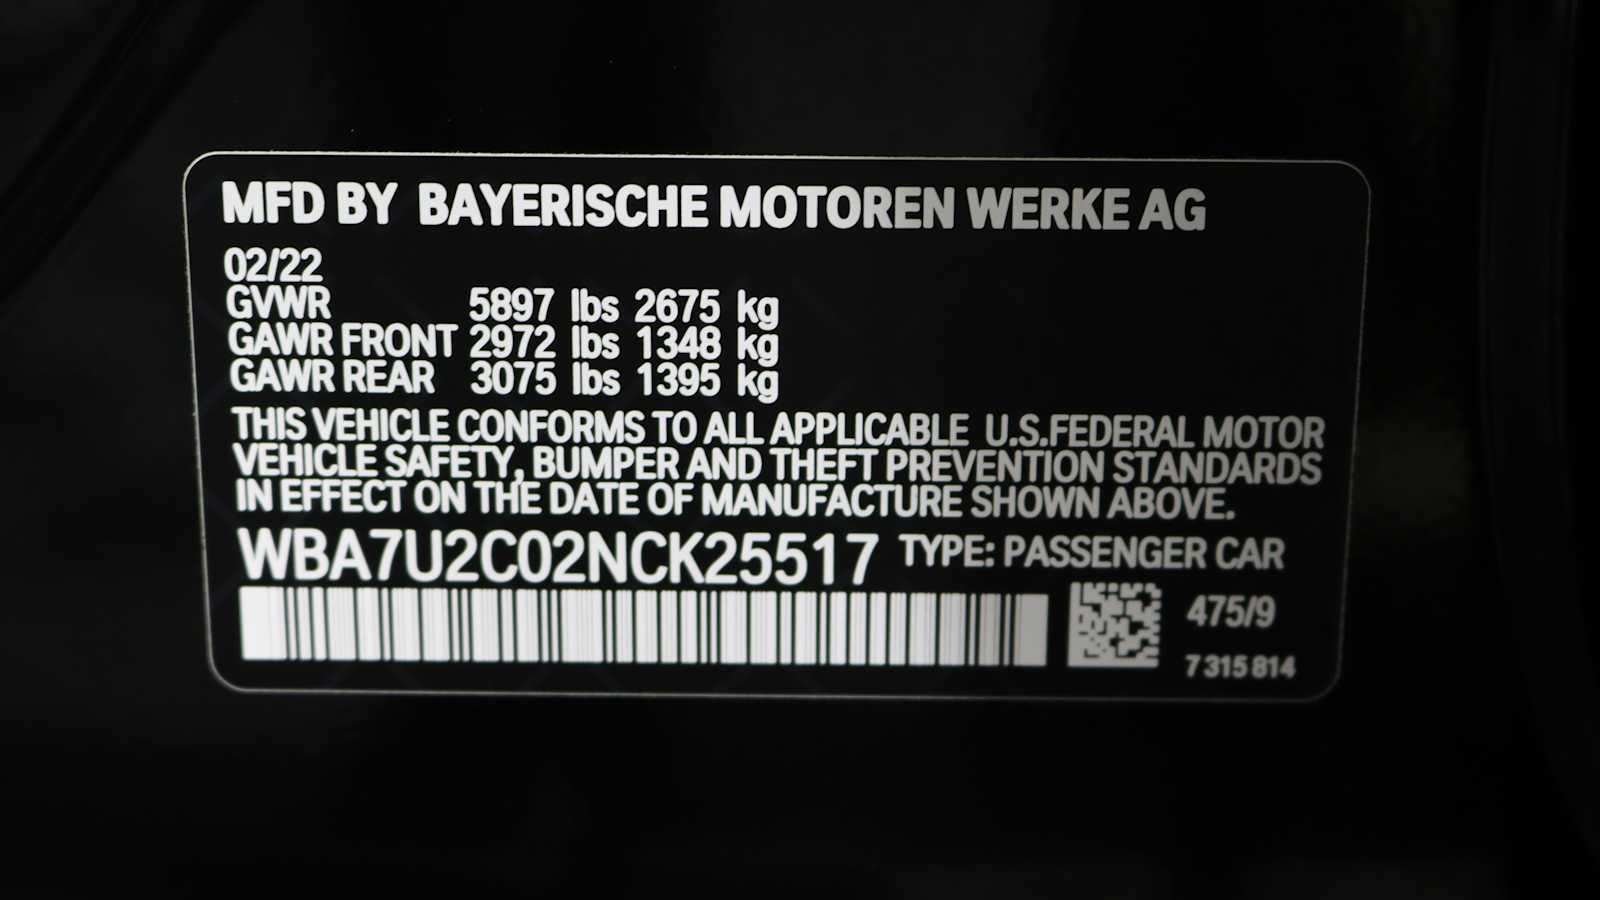 MFD BY BAYERISCHE MOTOREN WERKE AG
02/22
GVWR 5897 lbs 2675 kg
GAWR FRONT 2972 lbs 1348 kg
GAWR REAR 3075 lbs 1395 kg
THIS VEHICLE CONFORMS TO ALL APPLICABLE U.S.FEDERAL MOTOR
VEHICLE SAFETY, BUMPER AND THEFT PREVENTION STANDARDS
IN EFFECT ON THE DATE OF MANUFACTURE SHOWN ABOVE.
WBA7U2C02NCK25517 TYPE: PASSENGER CAR
475/9
7 315 814